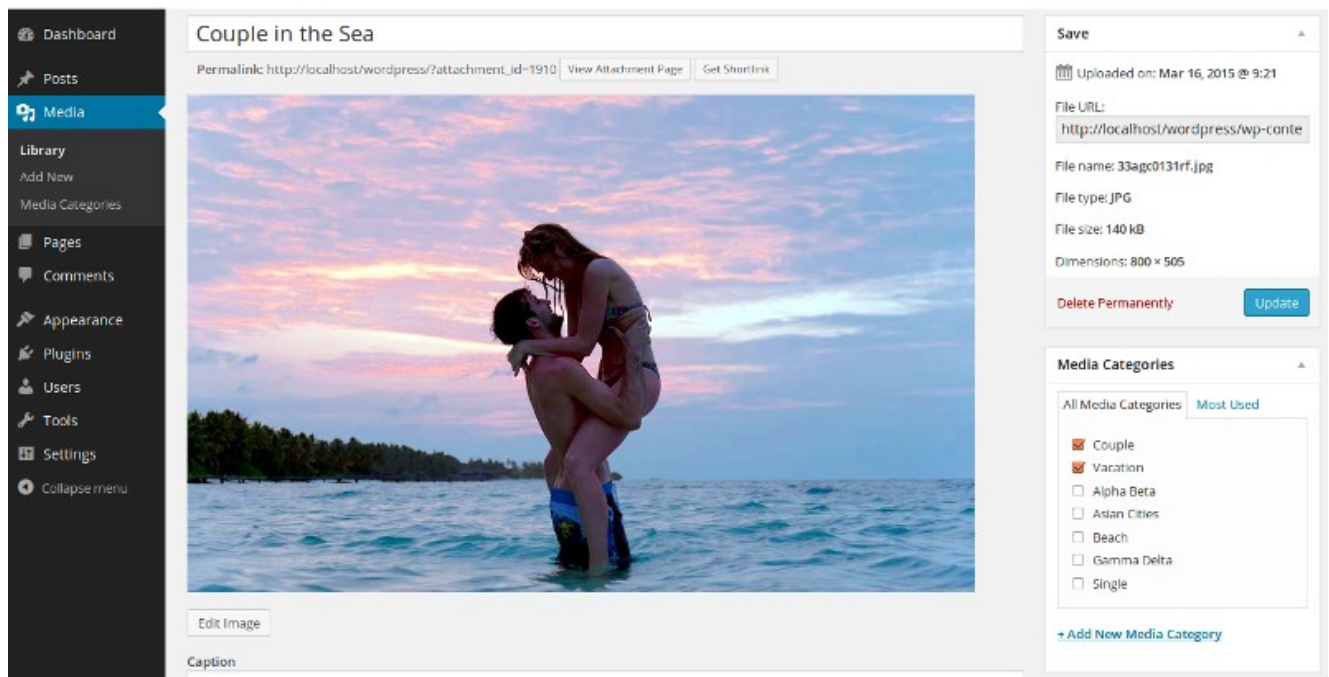 Dashboard
Posts
Media
Library
Add New
Media Categories
Pages
Comments
Appearance
Plugins
Users
Tools
Settings
Collapse menu
Couple in the Sea
Permalink: http://localhost/wordpress/?attachment_id=1910 View Attachment Page Get Shortlink
Edit Image
Caption
Save
Uploaded on: Mar 16, 2015 @ 9:21
File URL:
http://localhost/wordpress/wp-conte
File name: 33agc0131rf.jpg
File type: JPG
File size: 140 kB
Dimensions: 800 × 505
Delete Permanently Update
Media Categories
All Media Categories Most Used
Couple
Vacation
Alpha Beta
Asian Cities
Beach
Gamma Delta
Single
+ Add New Media Category